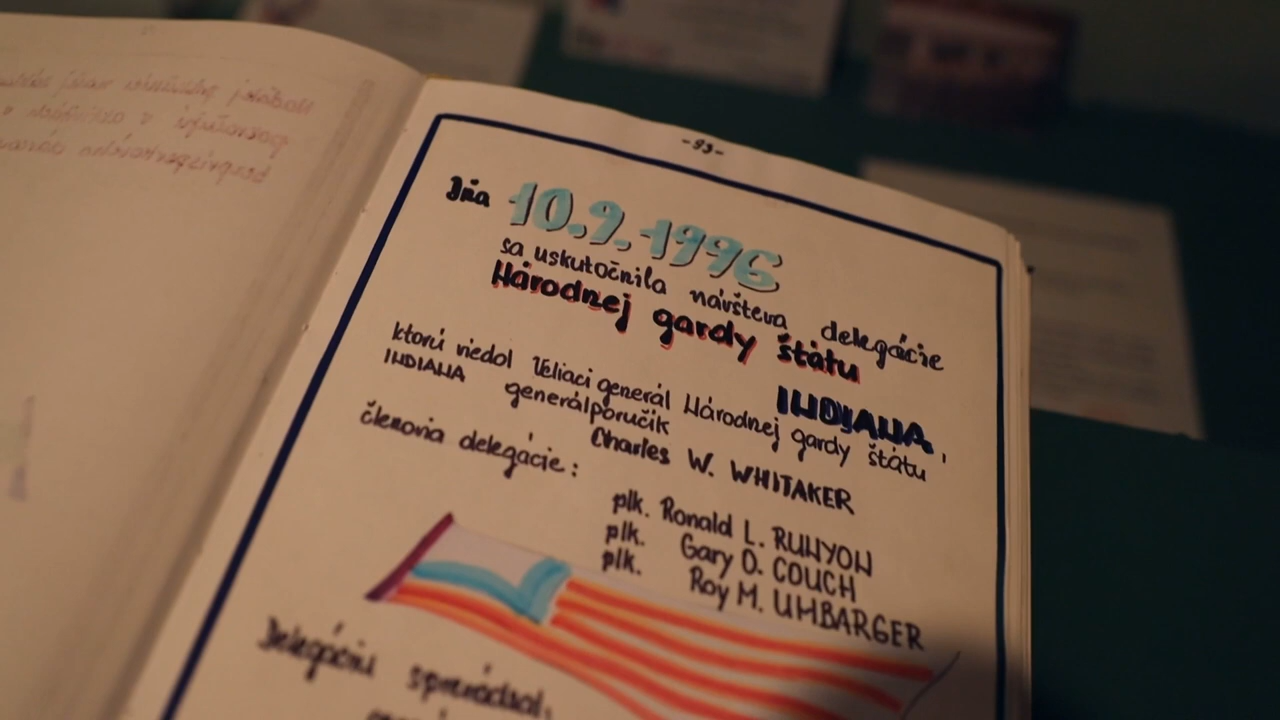 -93-
Dňa 10.9.1996
sa uskutočnila návšteva delegácie
Národnej gardy štátu
INDIANA,
ktorú viedol Veliaci generál Národnej gardy štátu
INDIANA generálporučík
Charles W. WHITAKER
členovia delegácie:
plk. Ronald L. RUNYON
plk. Gary D. COUCH
plk. Roy M. UMBARGER
Delegáciu sprevádzal